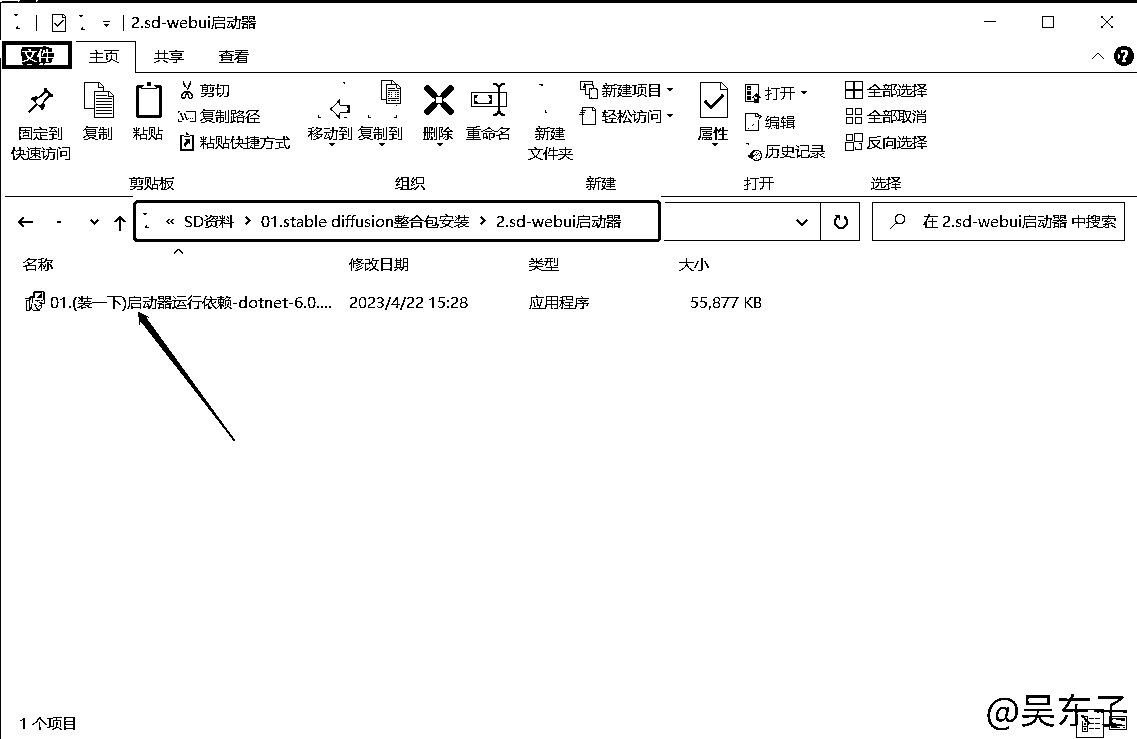 2.sd-webui启动器
文件 主页 共享 查看
固定到快速访问
复制
粘贴
剪切
复制路径
粘贴快捷方式
移动到 复制到 删除 重命名
新建文件夹
新建项目
轻松访问
属性
打开
编辑
历史记录
全部选择
全部取消
反向选择
剪贴板 组织 新建 打开 选择
« SD资料 > 01.stable diffusion整合包安装 > 2.sd-webui启动器
在 2.sd-webui启动器 中搜索
名称 修改日期 类型 大小
01.(装一下)启动器运行依赖-dotnet-6.0.... 2023/4/22 15:28 应用程序 55,877 KB
1 个项目
@吴东子